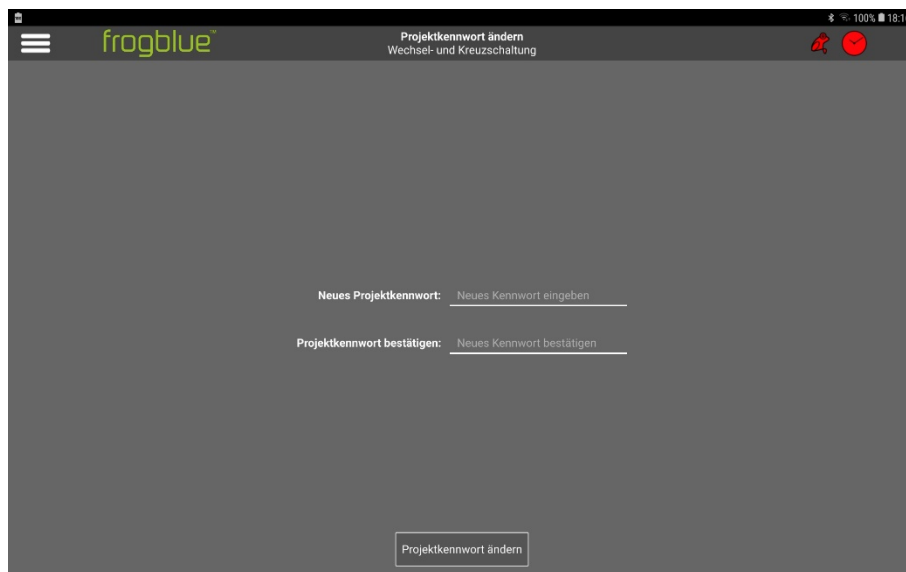 100% 18:1
frogblue™
Projektkennwort ändern
Wechsel- und Kreuzschaltung
Neues Projektkennwort: Neues Kennwort eingeben
Projektkennwort bestätigen: Neues Kennwort bestätigen
Projektkennwort ändern